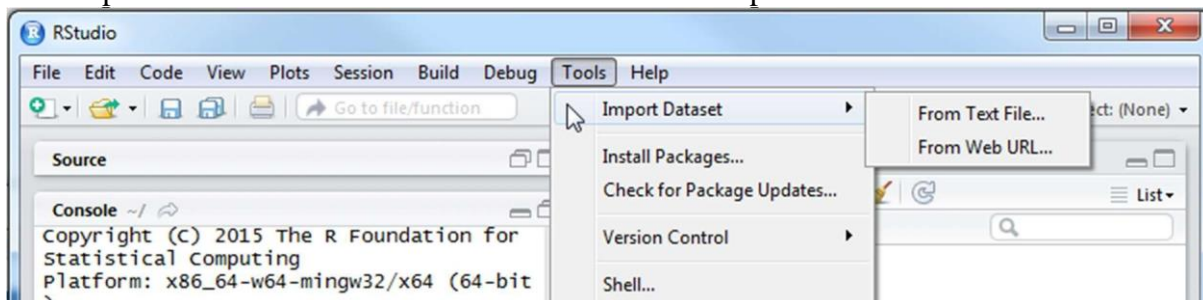 RStudio
File Edit Code View Plots Session Build Debug Tools Help
Go to file/function
Import Dataset
From Text File...
From Web URL...
ect: (None)
Source
Install Packages...
Check for Package Updates...
List
Console ~/
Copyright (C) 2015 The R Foundation for
Statistical Computing
Platform: x86_64-w64-mingw32/x64 (64-bit
Version Control
Shell...